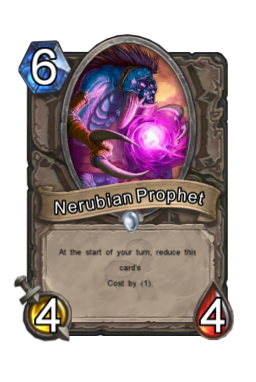 6
Nerubian Prophet
At the start of your turn, reduce this
card's
Cost by (1).
4
4